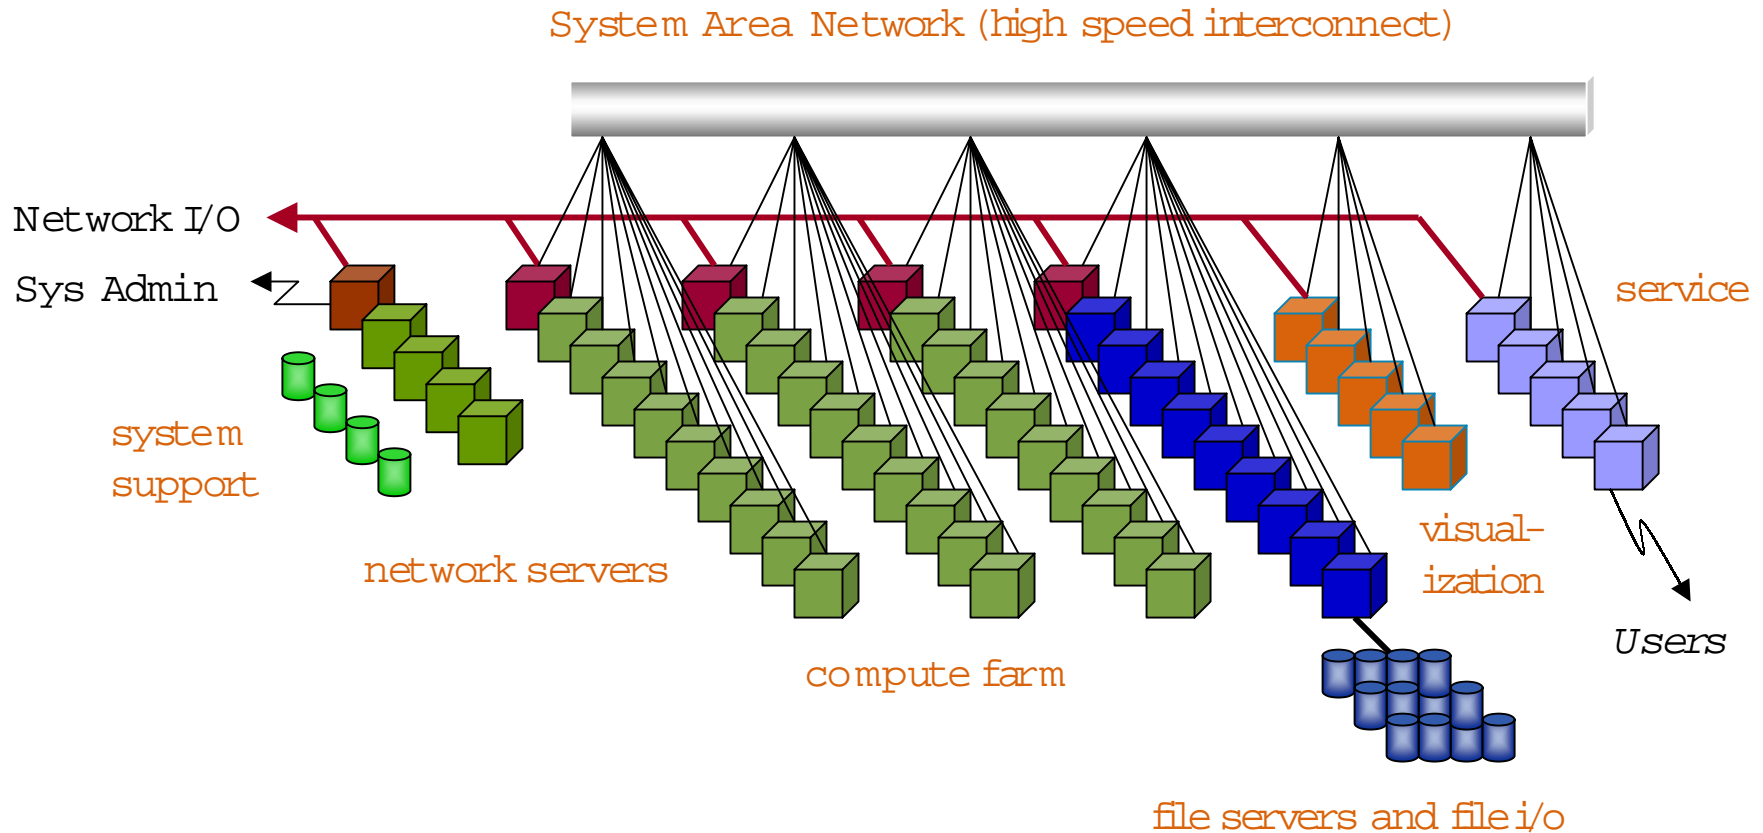 System Area Network (high speed interconnect)
Network I/O
Sys Admin
service
system
support
visual-
ization
network servers
Users
compute farm
file servers and file i/o